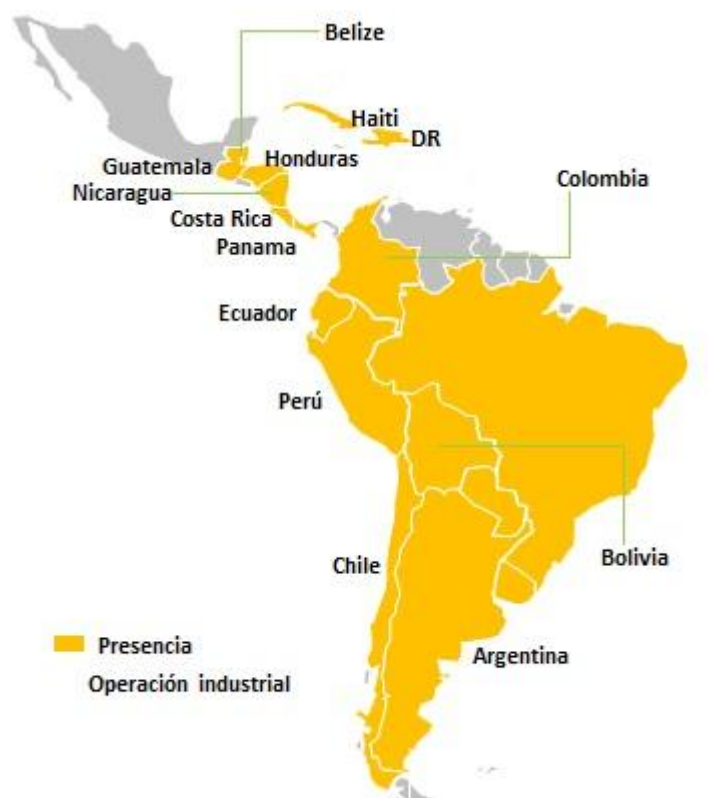 Belize
Haiti
DR
Guatemala
Honduras
Nicaragua
Colombia
Costa Rica
Panama
Ecuador
Perú
Bolivia
Chile
Presencia
Argentina
Operación industrial